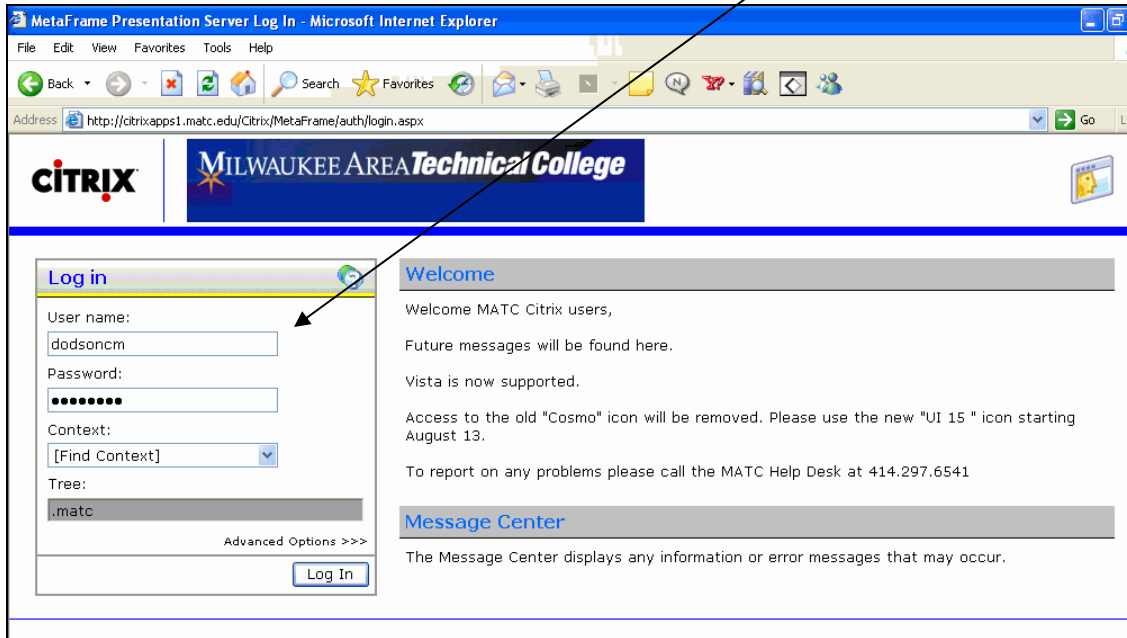 MetaFrame Presentation Server Log In - Microsoft Internet Explorer
File Edit View Favorites Tools Help
Back Search Favorites
Address http://citrixapps1.matc.edu/Citrix/MetaFrame/auth/login.aspx Go
CITRIX
MILWAUKEE AREA Technical College
Log in
User name:
dodsoncm
Password:
••••••••
Context:
[Find Context]
Tree:
.matc
Advanced Options >>>
Log In
Welcome
Welcome MATC Citrix users,
Future messages will be found here.
Vista is now supported.
Access to the old "Cosmo" icon will be removed. Please use the new "UI 15 " icon starting
August 13.
To report on any problems please call the MATC Help Desk at 414.297.6541
Message Center
The Message Center displays any information or error messages that may occur.